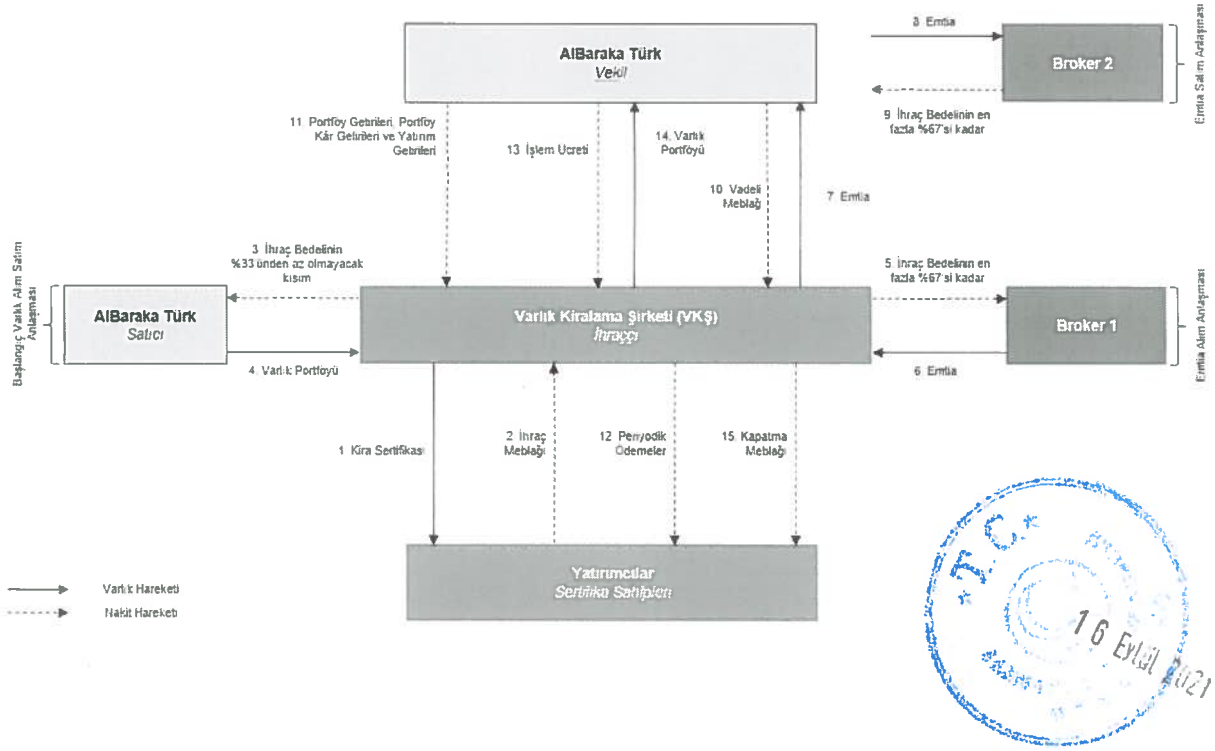 AlBaraka Türk
Vekil
8 Emtia
Broker 2
Emtia Satım Anlaşması
9 İhraç Bedelinin en
fazla %67'si kadar
11 Portföy Getirileri, Portföy
Kâr Getirileri ve Yatırım
Getirileri
13 İşlem Ücreti
14. Varlık
Portföyü
10. Vadeli
Meblağ
7 Emtia
Başlangıç Varlık Alım Satım
Anlaşması
AlBaraka Türk
Satıcı
3 İhraç Bedelinin
%33'ünden az olmayacak
kısım
4. Varlık Portföyü
Varlık Kiralama Şirketi (VKŞ)
İhraççı
5. İhraç Bedelinin en
fazla %67'si kadar
6 Emtia
Broker 1
Emtia Alım Anlaşması
1 Kira Sertifikası
2. İhraç
Meblağı
12 Periyodik
Ödemeler
15. Kapatma
Meblağı
Yatırımcılar
Sertifika Sahipleri
Varlık Hareketi
Nakit Hareketi
*T.C.*
16 Eylül 2021